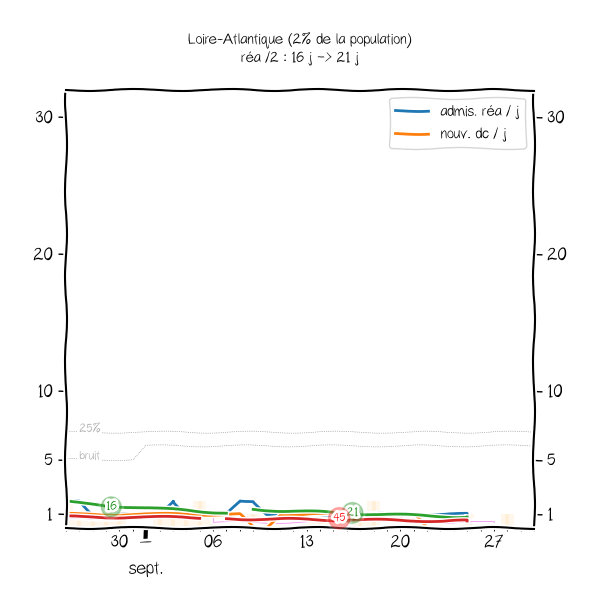 Loire-Atlantique (2% de la population)
réa /2 : 16 j -> 21 j
admis. réa / j
nouv. dc / j
30 30
20 20
10 10
25%
5 bruit 5
1 16 45 21 1
30 06 13 20 27
sept.